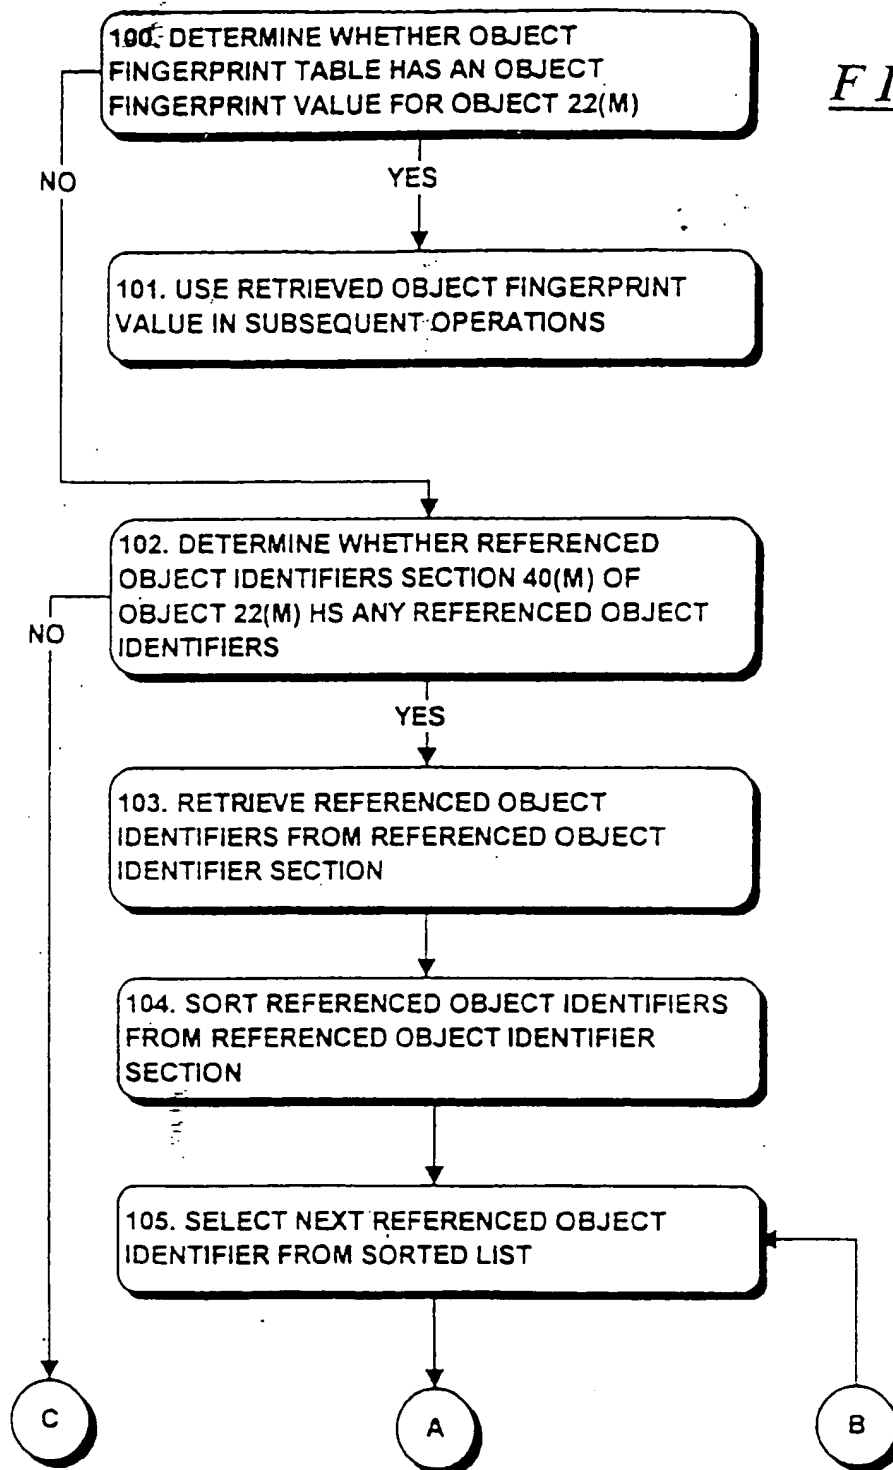 100. DETERMINE WHETHER OBJECT
FINGERPRINT TABLE HAS AN OBJECT
FINGERPRINT VALUE FOR OBJECT 22(M)
F I
NO
YES
101. USE RETRIEVED OBJECT FINGERPRINT
VALUE IN SUBSEQUENT OPERATIONS
102. DETERMINE WHETHER REFERENCED
OBJECT IDENTIFIERS SECTION 40(M) OF
OBJECT 22(M) HS ANY REFERENCED OBJECT
IDENTIFIERS
NO
YES
103. RETRIEVE REFERENCED OBJECT
IDENTIFIERS FROM REFERENCED OBJECT
IDENTIFIER SECTION
104. SORT REFERENCED OBJECT IDENTIFIERS
FROM REFERENCED OBJECT IDENTIFIER
SECTION
105. SELECT NEXT REFERENCED OBJECT
IDENTIFIER FROM SORTED LIST
C
A
B